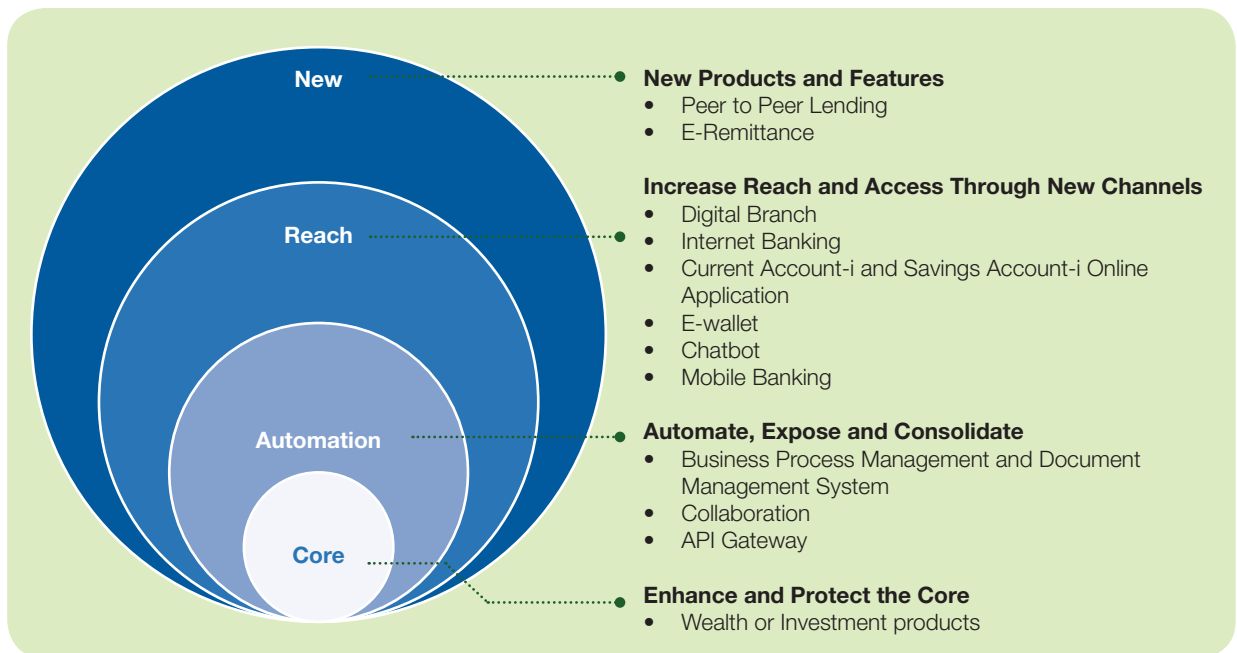 New
Reach
Automation
Core
New Products and Features
• Peer to Peer Lending
• E-Remittance
Increase Reach and Access Through New Channels
• Digital Branch
• Internet Banking
• Current Account-i and Savings Account-i Online
Application
• E-wallet
• Chatbot
• Mobile Banking
Automate, Expose and Consolidate
• Business Process Management and Document
Management System
• Collaboration
• API Gateway
Enhance and Protect the Core
• Wealth or Investment products